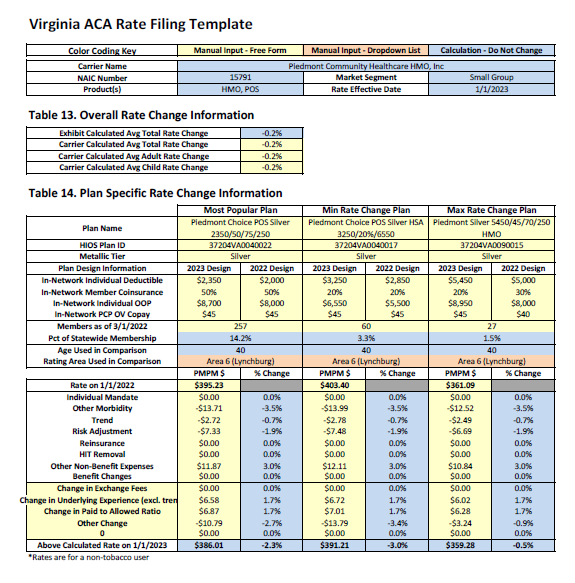 Virginia ACA Rate Filing Template
Color Coding Key Manual Input - Free Form Manual Input - Dropdown List Calculation - Do Not Change
Carrier Name Piedmont Community Healthcare HMO, Inc
NAIC Number 15791 Market Segment Small Group
Product(s) HMO, POS Rate Effective Date 1/1/2023
Table 13. Overall Rate Change Information
Exhibit Calculated Avg Total Rate Change -0.2%
Carrier Calculated Avg Total Rate Change -0.2%
Carrier Calculated Avg Adult Rate Change -0.2%
Carrier Calculated Avg Child Rate Change -0.2%
Table 14. Plan Specific Rate Change Information
Most Popular Plan Min Rate Change Plan Max Rate Change Plan
Plan Name Piedmont Choice POS Silver 2350/50/75/250 Piedmont Choice POS Silver HSA 3250/20%/6550 Piedmont Silver 5450/45/70/250 HMO
HIOS Plan ID 37204VA0040022 37204VA0040017 37204VA0090015
Metallic Tier Silver Silver Silver
Plan Design Information 2023 Design 2022 Design 2023 Design 2022 Design 2023 Design 2022 Design
In-Network Individual Deductible $2,350 $2,000 $3,250 $2,850 $5,450 $5,000
In-Network Member Coinsurance 50% 50% 20% 20% 20% 30%
In-Network Individual OOP $8,700 $8,000 $6,550 $5,500 $8,950 $8,000
In-Network PCP OV Copay $45 $45 $45 $45 $45 $40
Members as of 3/1/2022 257 60 27
Pct of Statewide Membership 14.2% 3.3% 1.5%
Age Used in Comparison 40 40 40
Rating Area Used in Comparison Area 6 (Lynchburg) Area 6 (Lynchburg) Area 6 (Lynchburg)
PMPM $ % Change PMPM $ % Change PMPM $ % Change
Rate on 1/1/2022 $395.23 $403.40 $361.09
Individual Mandate $0.00 0.0% $0.00 0.0% $0.00 0.0%
Other Morbidity -$13.71 -3.5% -$13.99 -3.5% -$12.52 -3.5%
Trend -$2.72 -0.7% -$2.78 -0.7% -$2.49 -0.7%
Risk Adjustment -$7.33 -1.9% -$7.48 -1.9% -$6.69 -1.9%
Reinsurance $0.00 0.0% $0.00 0.0% $0.00 0.0%
HIT Removal $0.00 0.0% $0.00 0.0% $0.00 0.0%
Other Non-Benefit Expenses $11.87 3.0% $12.11 3.0% $10.84 3.0%
Benefit Changes $0.00 0.0% $0.00 0.0% $0.00 0.0%
Change in Exchange Fees $0.00 0.0% $0.00 0.0% $0.00 0.0%
Change in Underlying Experience (excl. tren $6.58 1.7% $6.72 1.7% $6.02 1.7%
Change in Paid to Allowed Ratio $6.87 1.7% $7.01 1.7% $6.28 1.7%
Other Change -$10.79 -2.7% -$13.79 -3.4% -$3.24 -0.9%
0 $0.00 0.0% $0.00 0.0% $0.00 0.0%
Above Calculated Rate on 1/1/2023 $386.01 -2.3% $391.21 -3.0% $359.28 -0.5%
*Rates are for a non-tobacco user